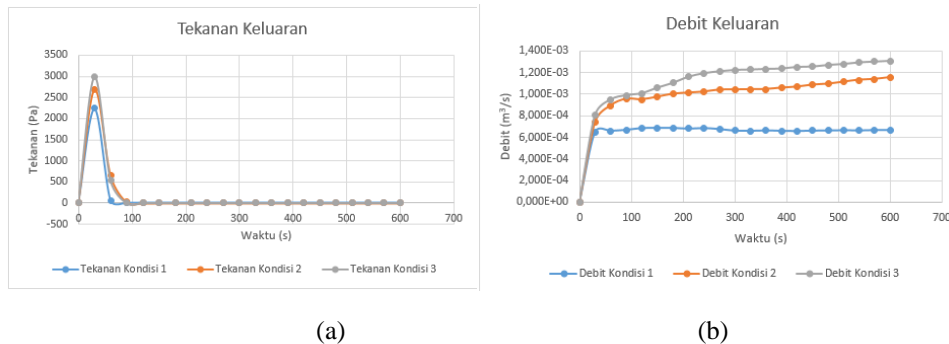 Tekanan Keluaran
3500
3000
2500
2000
1500
1000
500
0
-500
Tekanan (Pa)
0 100 200 300 400 500 600 700
Waktu (s)
Tekanan Kondisi 1 Tekanan Kondisi 2 Tekanan Kondisi 3
(a)
Debit Keluaran
1,400E-03
1,200E-03
1,000E-03
8,000E-04
6,000E-04
4,000E-04
2,000E-04
0,000E+00
Debit (m³/s)
0 100 200 300 400 500 600 700
Waktu (s)
Debit Kondisi 1 Debit Kondisi 2 Debit Kondisi 3
(b)